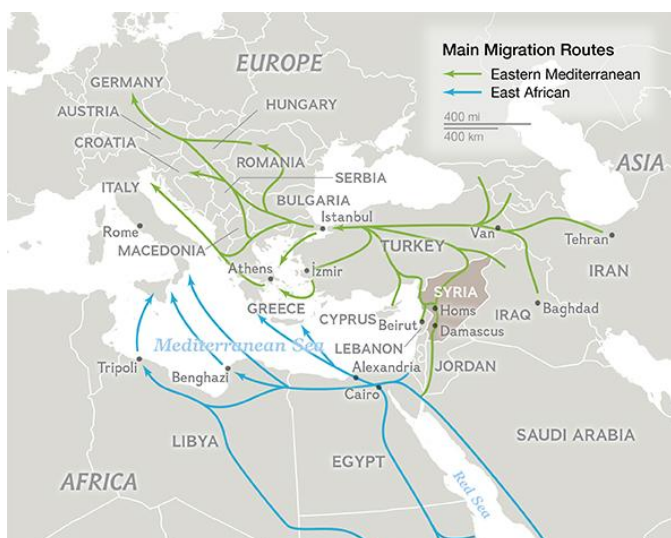 EUROPE
Main Migration Routes
Eastern Mediterranean
East African
400 mi
400 km
GERMANY
AUSTRIA
HUNGARY
CROATIA
ROMANIA
ASIA
ITALY
SERBIA
BULGARIA
Istanbul
Rome
MACEDONIA
TURKEY
Van
Tehran
Athens
İzmir
IRAN
GREECE
SYRIA
CYPRUS
Homs
IRAQ
Baghdad
Beirut
Damascus
Mediterranean Sea
LEBANON
Tripoli
Benghazi
Alexandria
JORDAN
Cairo
LIBYA
EGYPT
SAUDI ARABIA
AFRICA
Red Sea